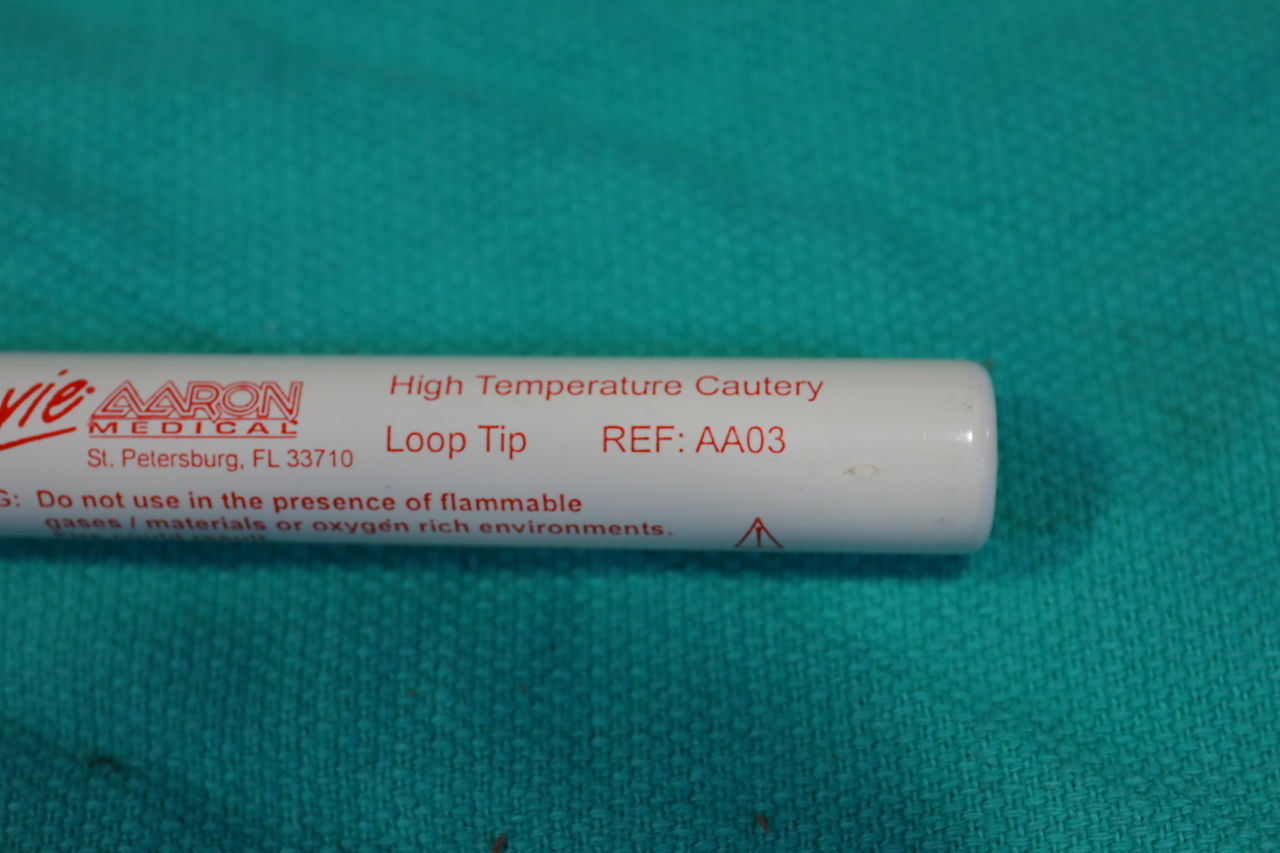 vie AARON
MEDICAL
St. Petersburg, FL 33710
High Temperature Cautery
Loop Tip REF: AA03
G: Do not use in the presence of flammable
gases / materials or oxygen rich environments.